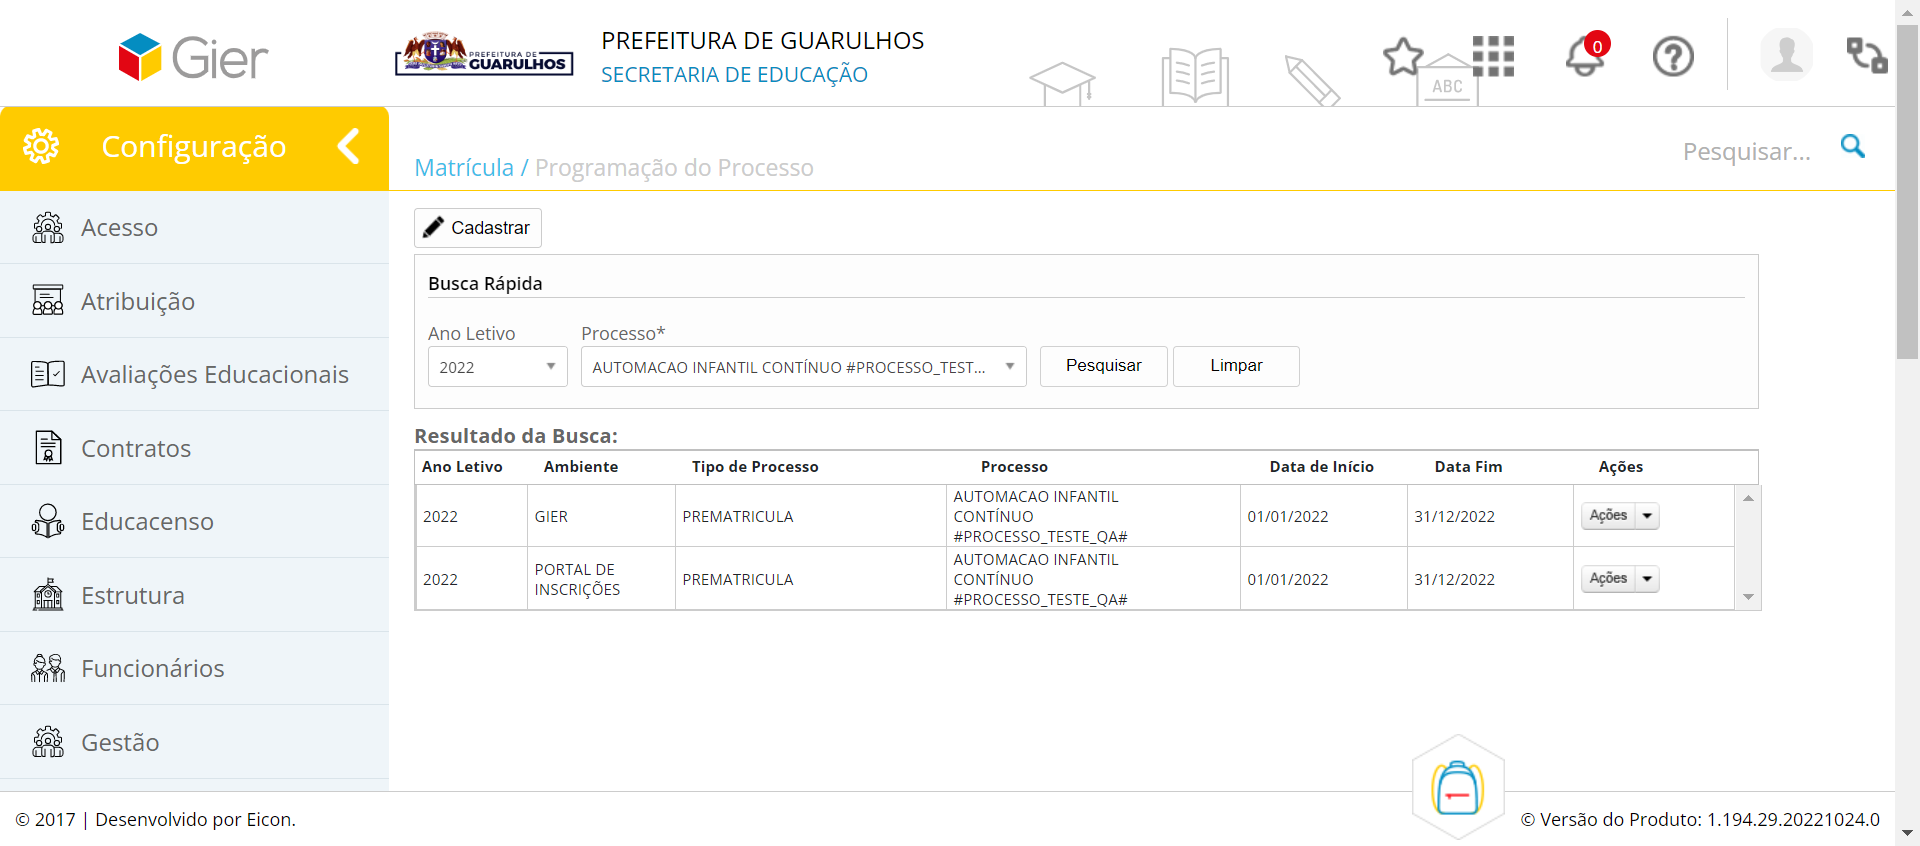 Gier
PREFEITURA DE
GUARULHOS
PREFEITURA DE GUARULHOS
SECRETARIA DE EDUCAÇÃO
ABC
0
Configuração
Matrícula / Programação do Processo
Pesquisar...
Acesso
Atribuição
Avaliações Educacionais
Contratos
Educacenso
Estrutura
Funcionários
Gestão
Cadastrar
Busca Rápida
Ano Letivo Processo*
2022 AUTOMACAO INFANTIL CONTÍNUO #PROCESSO_TEST... Pesquisar Limpar
Resultado da Busca:
Ano Letivo Ambiente Tipo de Processo Processo Data de Início Data Fim Ações
2022 GIER PREMATRICULA AUTOMACAO INFANTIL
CONTÍNUO
#PROCESSO_TESTE_QA# 01/01/2022 31/12/2022 Ações
2022 PORTAL DE
INSCRIÇÕES PREMATRICULA AUTOMACAO INFANTIL
CONTÍNUO
#PROCESSO_TESTE_QA# 01/01/2022 31/12/2022 Ações
© 2017 | Desenvolvido por Eicon.
© Versão do Produto: 1.194.29.20221024.0